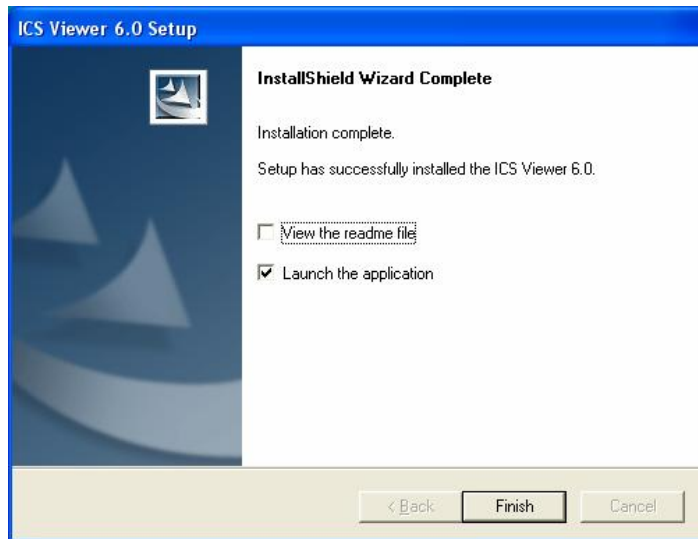 ICS Viewer 6.0 Setup
InstallShield Wizard Complete
Installation complete.
Setup has successfully installed the ICS Viewer 6.0.
View the readme file
Launch the application
< Back Finish Cancel